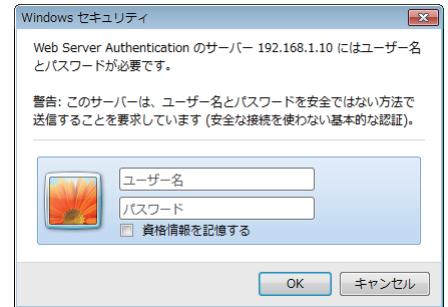 Windows セキュリティ
Web Server Authentication のサーバー 192.168.1.10 にはユーザー名
とパスワードが必要です。
警告: このサーバーは、ユーザー名とパスワードを安全ではない方法で
送信することを要求しています (安全な接続を使わない基本的な認証)。
ユーザー名
パスワード
資格情報を記憶する
OK キャンセル